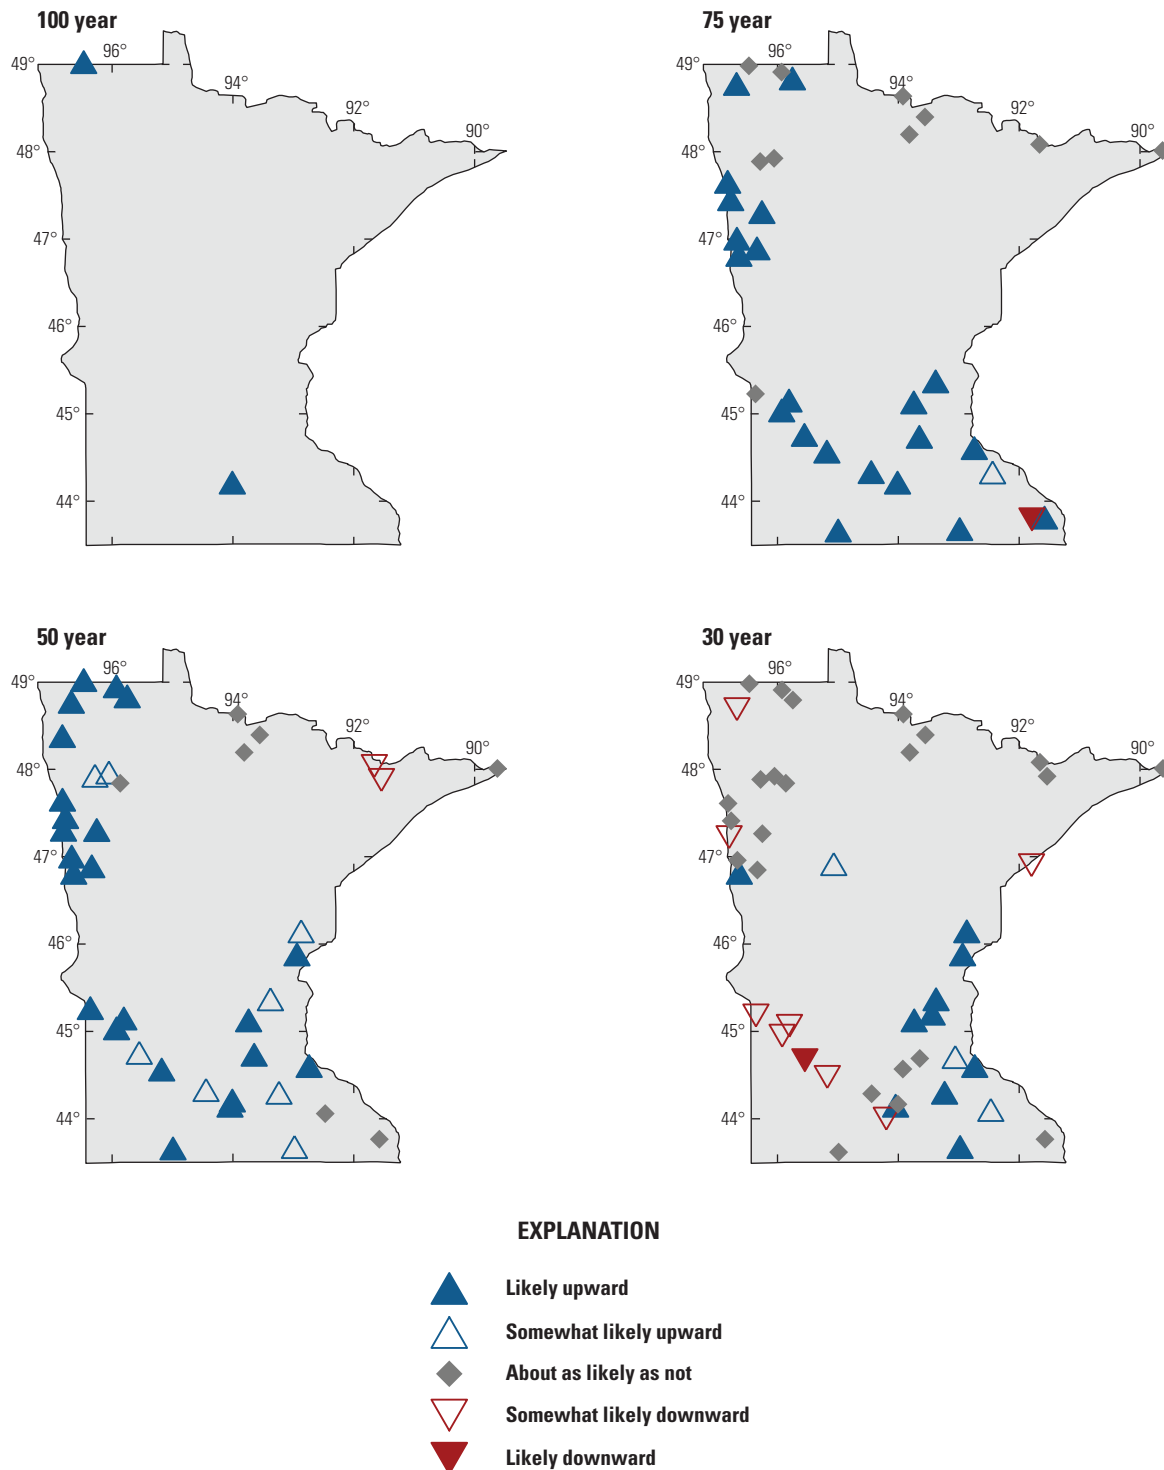 100 year
75 year
49° 96° 94° 92° 90°
48°
47°
46°
45°
44°
49° 96° 94° 92° 90°
48°
47°
46°
45°
44°
50 year
30 year
49° 96° 94° 92° 90°
48°
47°
46°
45°
44°
49° 96° 94° 92° 90°
48°
47°
46°
45°
44°
EXPLANATION
Likely upward
Somewhat likely upward
About as likely as not
Somewhat likely downward
Likely downward